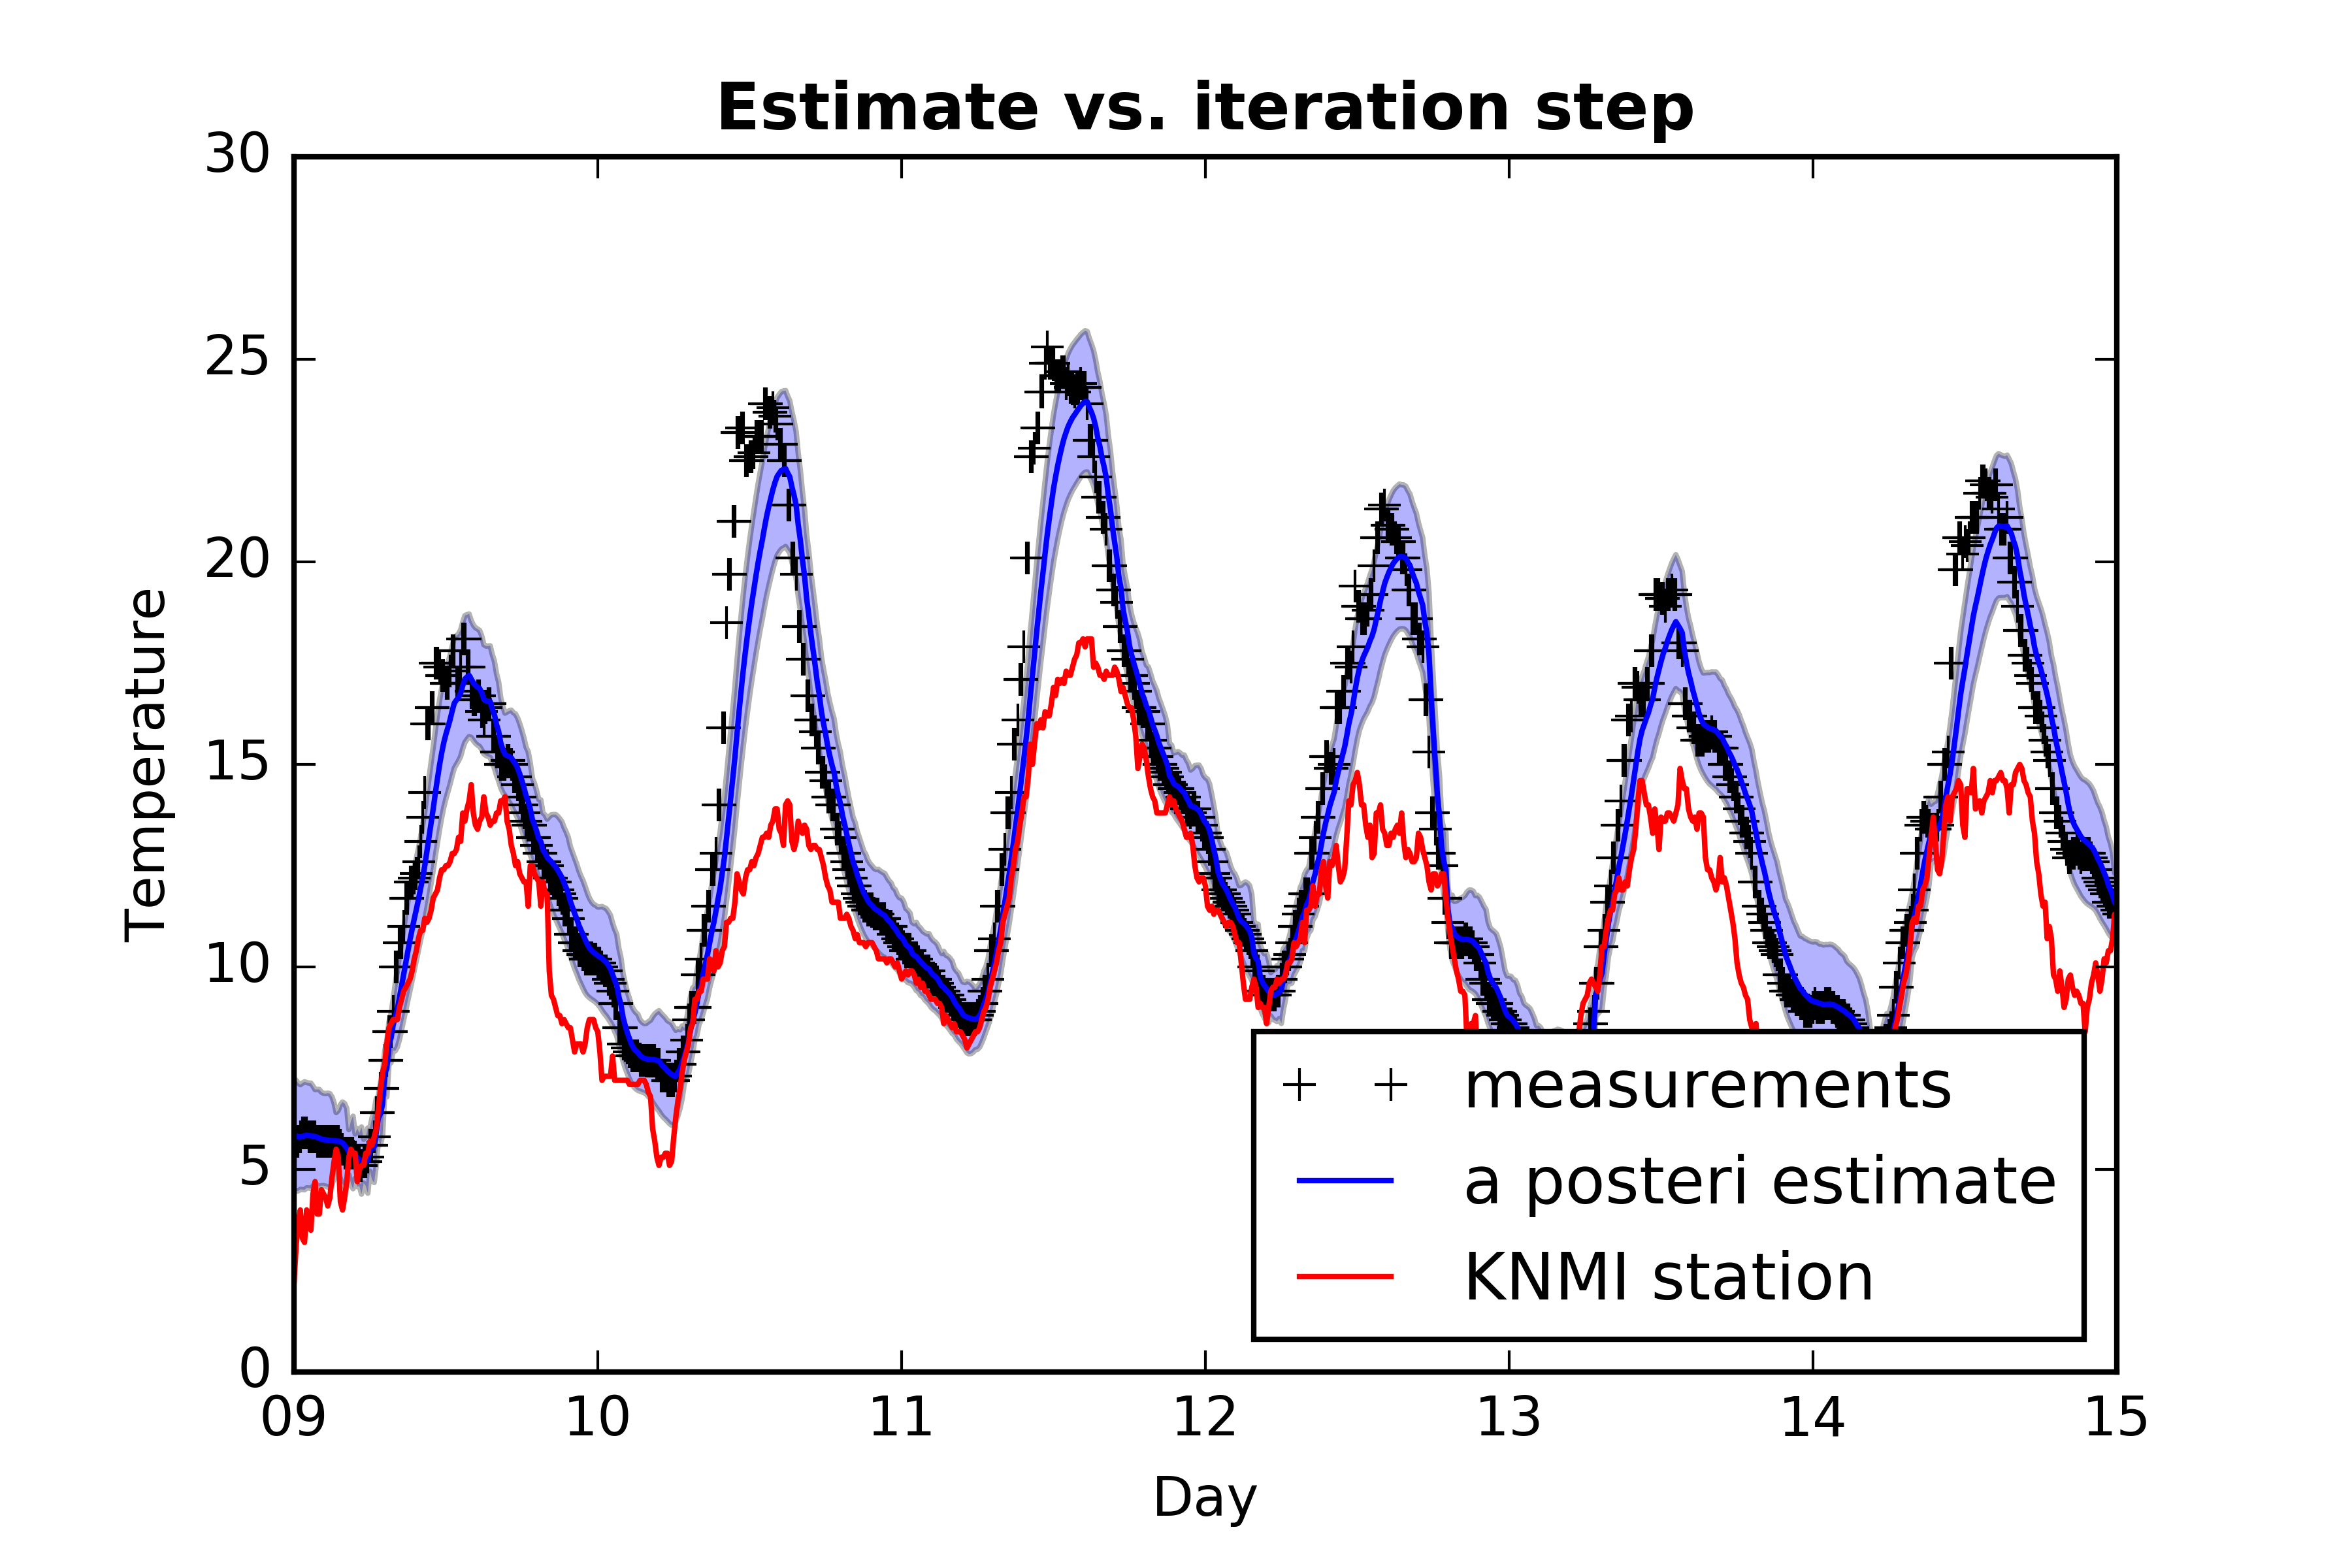 Estimate vs. iteration step
30
25
20
15
10
5
0
Temperature
09 10 11 12 13 14 15
Day
measurements
a posteri estimate
KNMI station